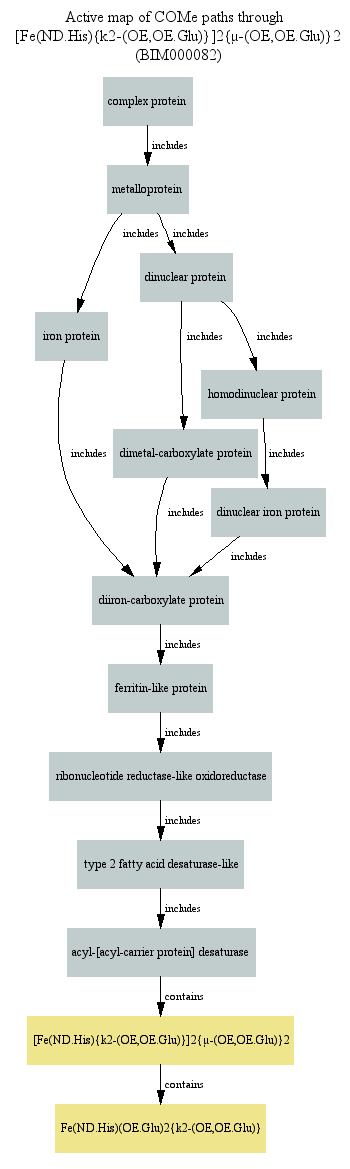 Active map of COMe paths through
[Fe(ND.His){k2-(OE,OE.Glu)}]2{μ-(OE,OE.Glu)}2
(BIM000082)
complex protein
includes
metalloprotein
includes
includes
dinuclear protein
iron protein
includes
includes
homodinuclear protein
includes
dimetal-carboxylate protein
includes
dinuclear iron protein
includes
includes
diiron-carboxylate protein
includes
ferritin-like protein
includes
ribonucleotide reductase-like oxidoreductase
includes
type 2 fatty acid desaturase-like
includes
acyl-[acyl-carrier protein] desaturase
contains
[Fe(ND.His){k2-(OE,OE.Glu)}]2{μ-(OE,OE.Glu)}2
contains
Fe(ND.His)(OE.Glu)2{k2-(OE,OE.Glu)}